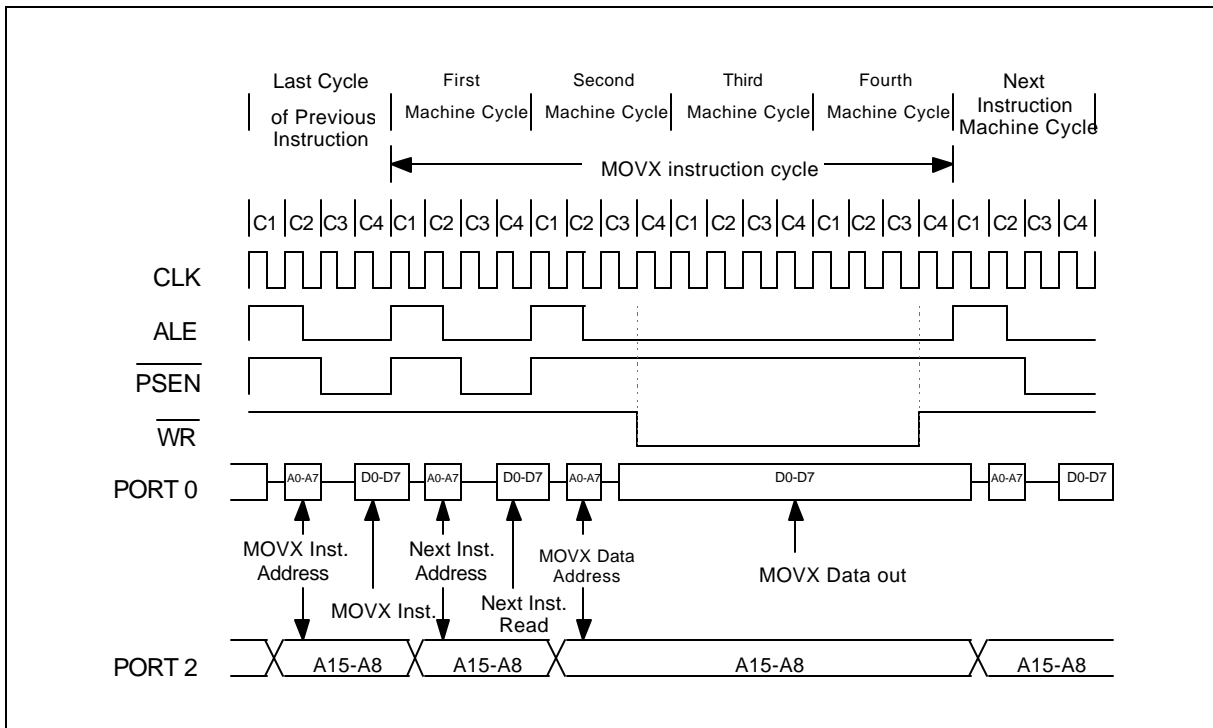 Last Cycle
of Previous
Instruction
First
Machine Cycle
Second
Machine Cycle
Third
Machine Cycle
Fourth
Machine Cycle
Next
Instruction
Machine Cycle
MOVX instruction cycle
C1 C2 C3 C4 C1 C2 C3 C4 C1 C2 C3 C4 C1 C2 C3 C4 C1 C2 C3 C4 C1 C2 C3 C4
CLK
ALE
PSEN
WR
PORT 0
A0-A7 D0-D7 A0-A7 D0-D7 A0-A7 D0-D7 A0-A7 D0-D7
MOVX Inst.
Address
MOVX Inst.
Next Inst.
Address
Next Inst.
Read
MOVX Data
Address
MOVX Data out
PORT 2
A15-A8 A15-A8 A15-A8 A15-A8